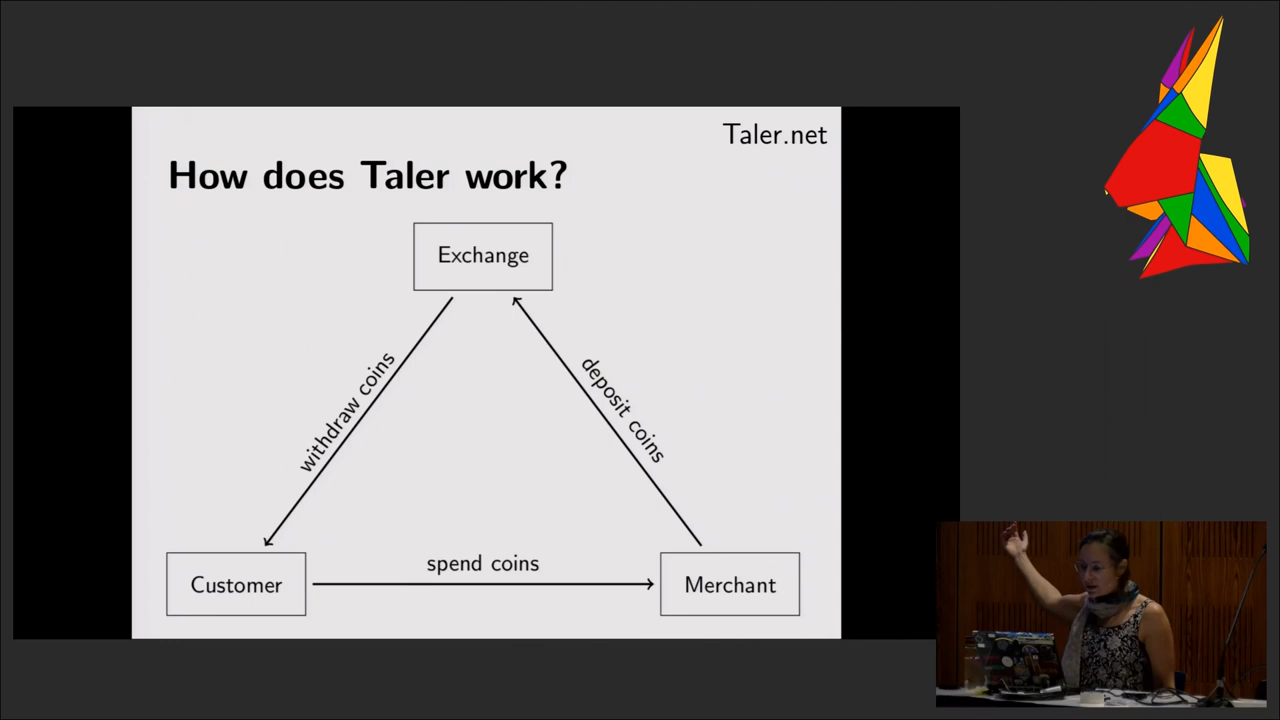 Taler.net
How does Taler work?
Exchange
withdraw coins
deposit coins
Customer
spend coins
Merchant